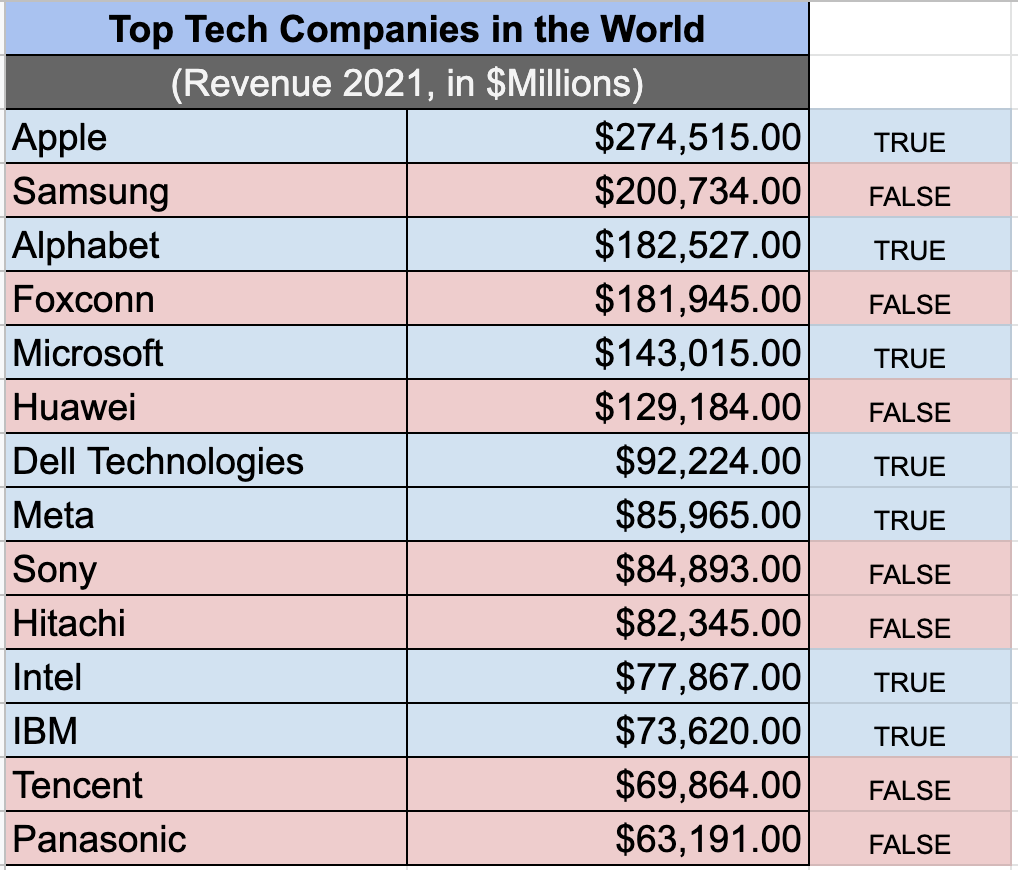 Top Tech Companies in the World
(Revenue 2021, in $Millions)
Apple $274,515.00 TRUE
Samsung $200,734.00 FALSE
Alphabet $182,527.00 TRUE
Foxconn $181,945.00 FALSE
Microsoft $143,015.00 TRUE
Huawei $129,184.00 FALSE
Dell Technologies $92,224.00 TRUE
Meta $85,965.00 TRUE
Sony $84,893.00 FALSE
Hitachi $82,345.00 FALSE
Intel $77,867.00 TRUE
IBM $73,620.00 TRUE
Tencent $69,864.00 FALSE
Panasonic $63,191.00 FALSE